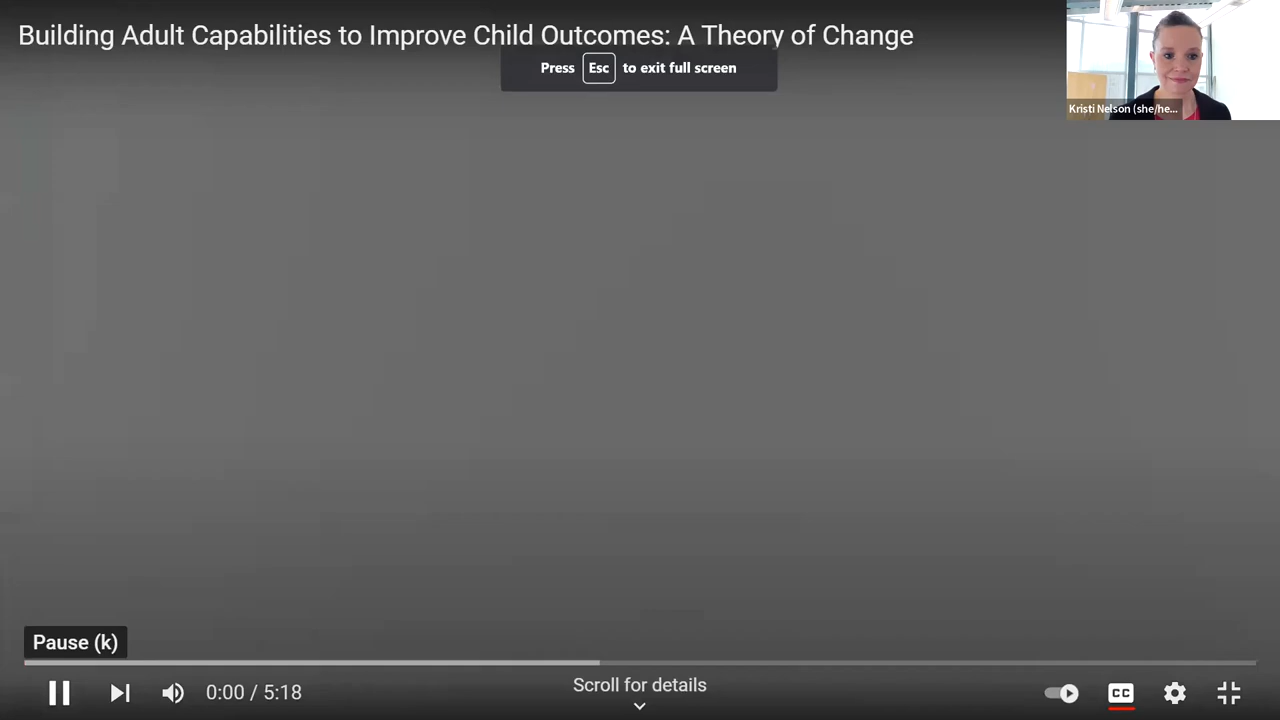 Building Adult Capabilities to Improve Child Outcomes: A Theory of Change
Press Esc to exit full screen
Kristi Nelson (she/he...
Pause (k)
0:00 / 5:18
Scroll for details
CC